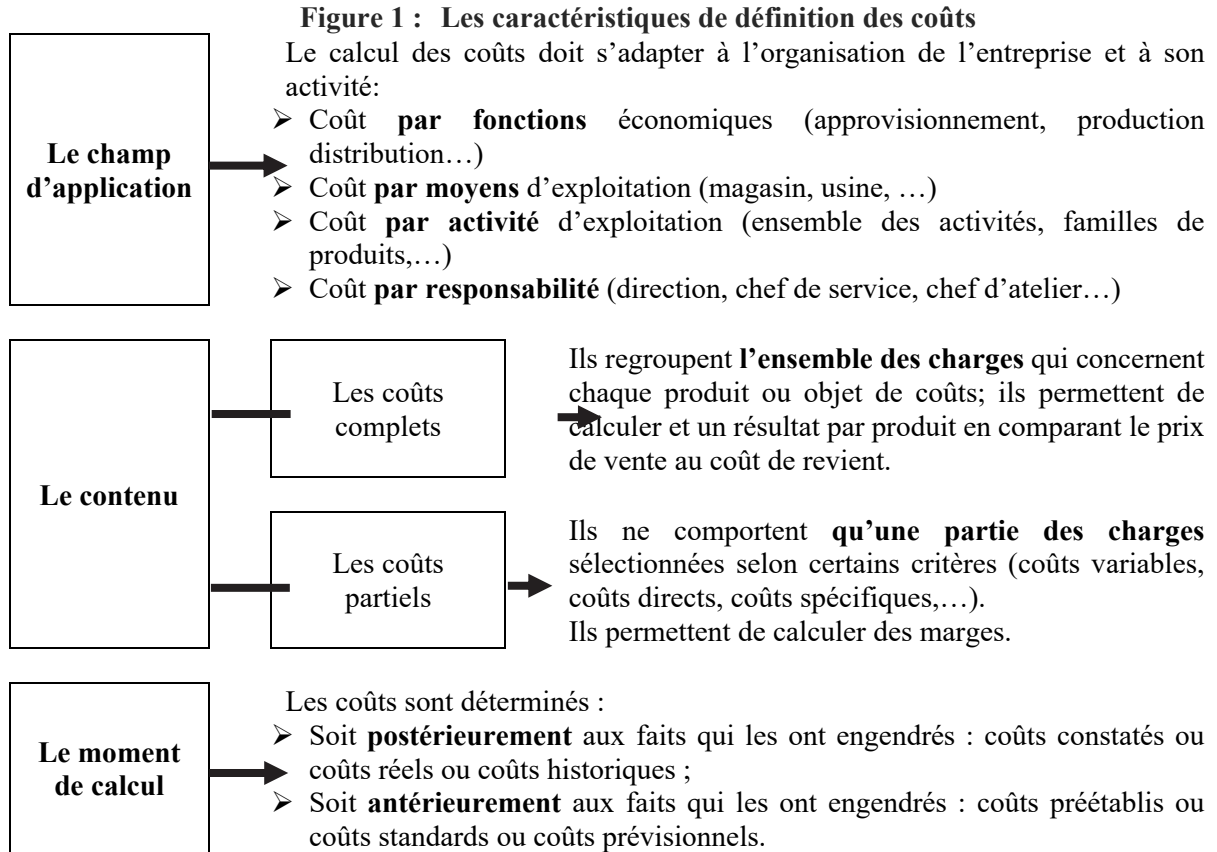 Figure 1 : Les caractéristiques de définition des coûts
Le champ
d’application
Le calcul des coûts doit s’adapter à l’organisation de l’entreprise et à son
activité:
➢ Coût par fonctions économiques (approvisionnement, production
distribution…)
➢ Coût par moyens d’exploitation (magasin, usine, …)
➢ Coût par activité d’exploitation (ensemble des activités, familles de
produits,…)
➢ Coût par responsabilité (direction, chef de service, chef d’atelier…)
Le contenu
Les coûts
complets
Ils regroupent l’ensemble des charges qui concernent
chaque produit ou objet de coûts; ils permettent de
calculer et un résultat par produit en comparant le prix
de vente au coût de revient.
Les coûts
partiels
Ils ne comportent qu’une partie des charges
sélectionnées selon certains critères (coûts variables,
coûts directs, coûts spécifiques,…).
Ils permettent de calculer des marges.
Le moment
de calcul
Les coûts sont déterminés :
➢ Soit postérieurement aux faits qui les ont engendrés : coûts constatés ou
coûts réels ou coûts historiques ;
➢ Soit antérieurement aux faits qui les ont engendrés : coûts préétablis ou
coûts standards ou coûts prévisionnels.